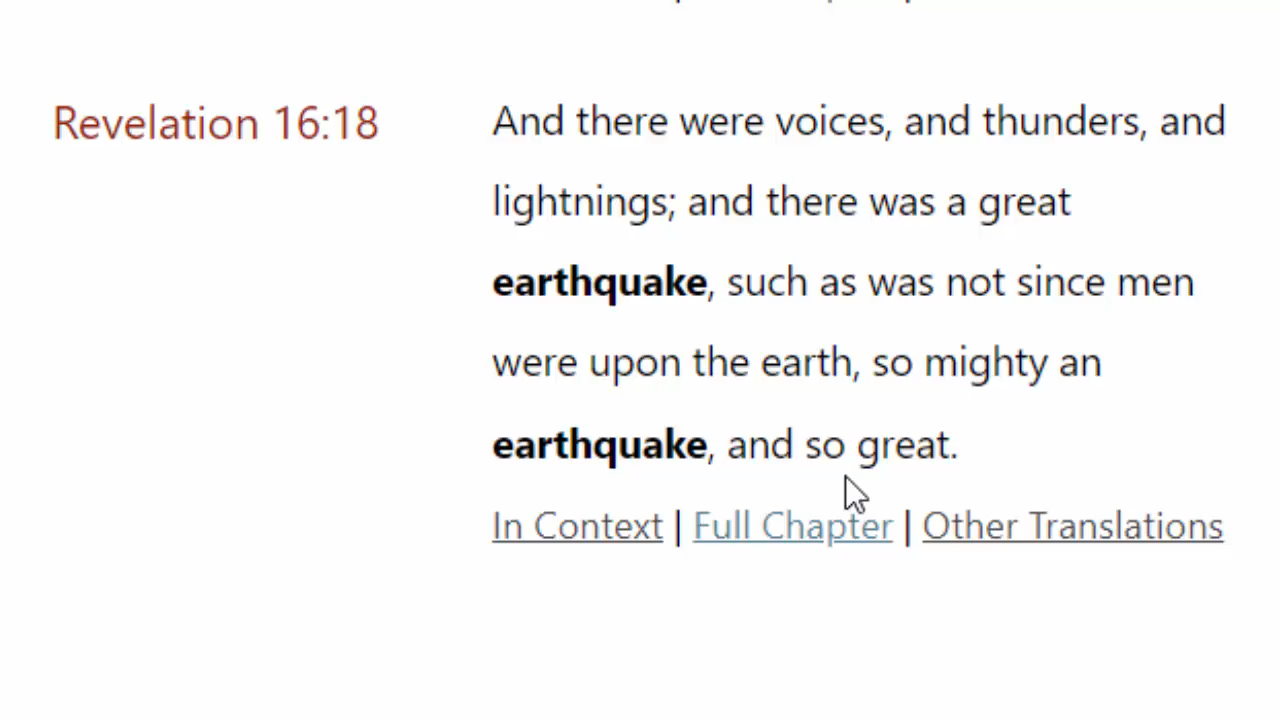 Revelation 16:18
And there were voices, and thunders, and
lightnings; and there was a great
earthquake, such as was not since men
were upon the earth, so mighty an
earthquake, and so great.
In Context | Full Chapter | Other Translations